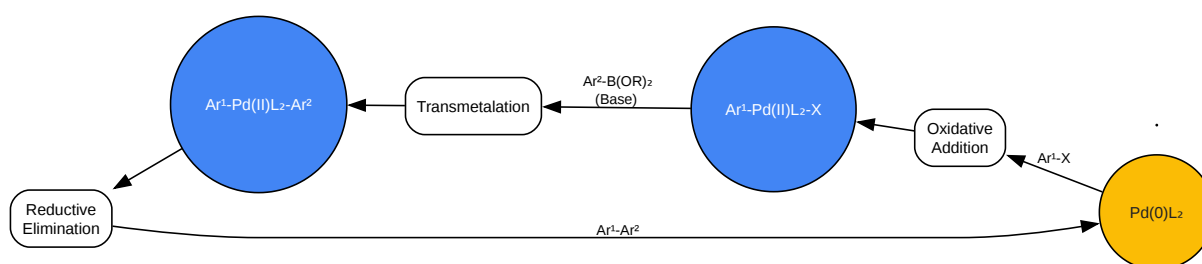 Ar¹-Pd(II)L₂-Ar²
Transmetalation
Ar²-B(OR)₂
(Base)
Ar¹-Pd(II)L₂-X
Oxidative
Addition
Ar¹-X
Pd(0)L₂
Reductive
Elimination
Ar¹-Ar²
.